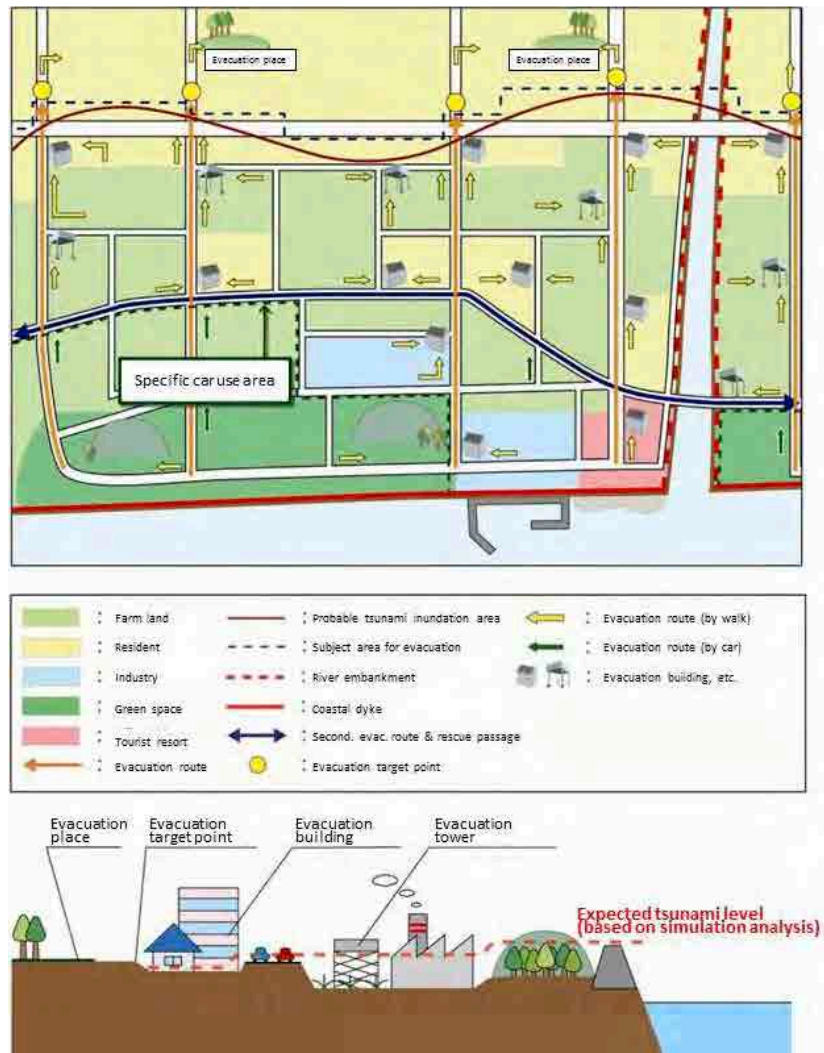 Evacuation place
Evacuation place
Specific car use area
: Farm land
: Resident
: Industry
: Green space
: Tourist resort
: Evacuation route
: Probable tsunami inundation area
: Subject area for evacuation
: River embankment
: Coastal dyke
: Second. evac. route & rescue passage
: Evacuation target point
: Evacuation route (by walk)
: Evacuation route (by car)
: Evacuation building, etc.
Evacuation
place
Evacuation
target point
Evacuation
building
Evacuation
tower
Expected tsunami level
(based on simulation analysis)